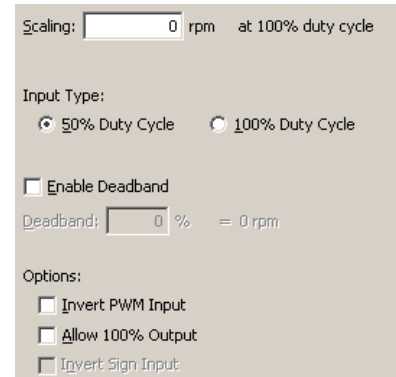 Scaling: 0 rpm at 100% duty cycle
Input Type:
50% Duty Cycle 100% Duty Cycle
Enable Deadband
Deadband: 0 % = 0 rpm
Options:
Invert PWM Input
Allow 100% Output
Invert Sign Input